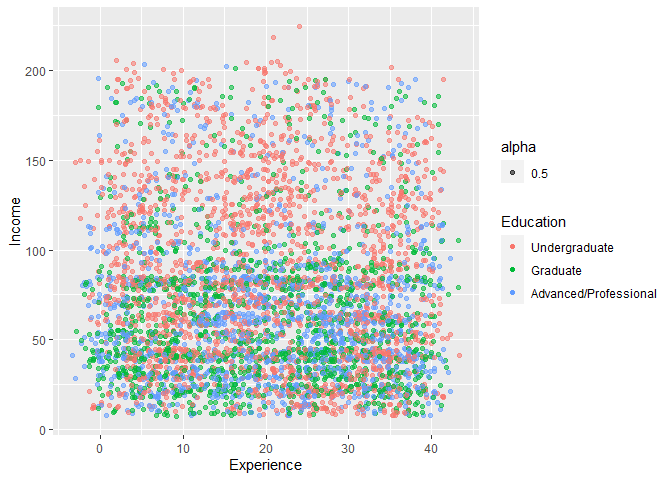 200
150
100
50
0
Income
0 10 20 30 40
Experience
alpha
0.5
Education
Undergraduate
Graduate
Advanced/Professional